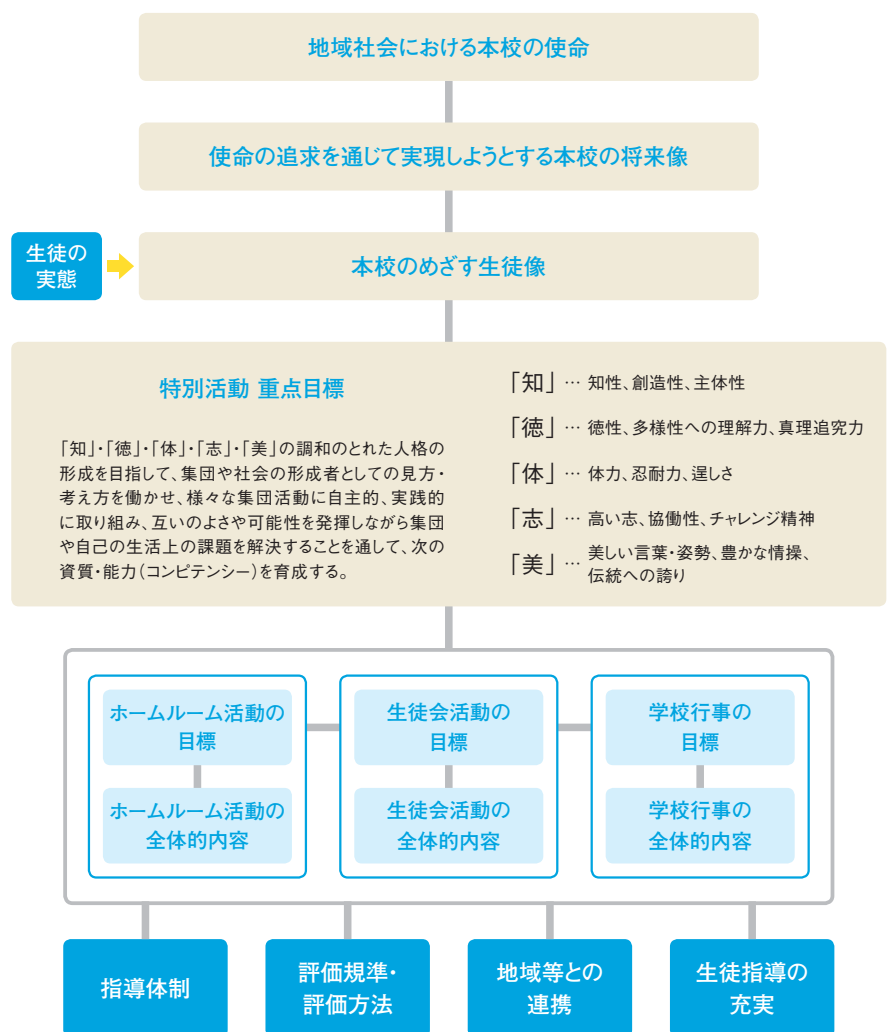 地域社会における本校の使命
使命の追求を通じて実現しようとする本校の将来像
生徒の
実態
本校のめざす生徒像
特別活動 重点目標
「知」・「徳」・「体」・「志」・「美」の調和のとれた人格の
形成を目指して、集団や社会の形成者としての見方・
考え方を働かせ、様々な集団活動に自主的、実践的
に取り組み、互いのよさや可能性を発揮しながら集団
や自己の生活上の課題を解決することを通して、次の
資質・能力（コンピテンシー）を育成する。
「知」… 知性、創造性、主体性
「徳」… 徳性、多様性への理解力、真理追究力
「体」… 体力、忍耐力、逞しさ
「志」… 高い志、協働性、チャレンジ精神
「美」… 美しい言葉・姿勢、豊かな情操、
伝統への誇り
ホームルーム活動の
目標
ホームルーム活動の
全体的内容
生徒会活動の
目標
生徒会活動の
全体的内容
学校行事の
目標
学校行事の
全体的内容
指導体制
評価規準・
評価方法
地域等との
連携
生徒指導の
充実